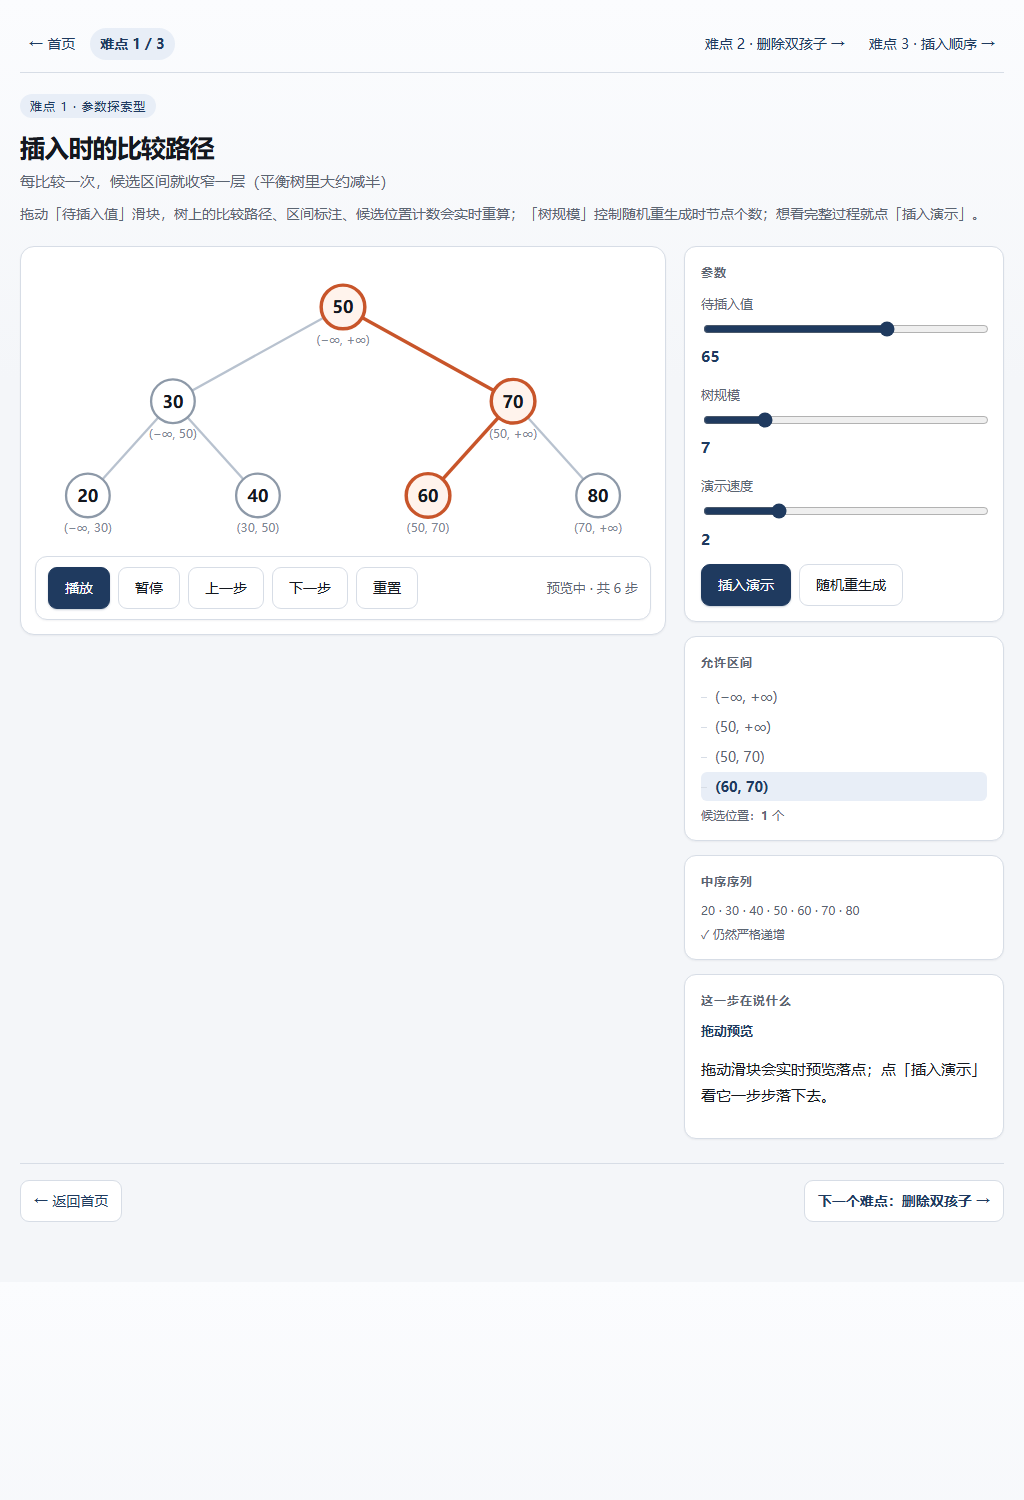 ← 首页
难点 1 / 3
难点 2 · 删除双孩子 →
难点 3 · 插入顺序 →
难点 1 · 参数探索型
插入时的比较路径
每比较一次，候选区间就收窄一层（平衡树里大约减半）
拖动「待插入值」滑块，树上的比较路径、区间标注、候选位置计数会实时重算；「树规模」控制随机重生成时节点个数；想看完整过程就点「插入演示」。
50
(−∞, +∞)
30
(−∞, 50)
70
(50, +∞)
20
(−∞, 30)
40
(30, 50)
60
(50, 70)
80
(70, +∞)
播放
暂停
上一步
下一步
重置
预览中 · 共 6 步
参数
待插入值
65
树规模
7
演示速度
2
插入演示
随机重生成
允许区间
– (−∞, +∞)
– (50, +∞)
– (50, 70)
– (60, 70)
候选位置：1 个
中序序列
20 · 30 · 40 · 50 · 60 · 70 · 80
✓ 仍然严格递增
这一步在说什么
拖动预览
拖动滑块会实时预览落点；点「插入演示」
看它一步步落下去。
← 返回首页
下一个难点：删除双孩子 →